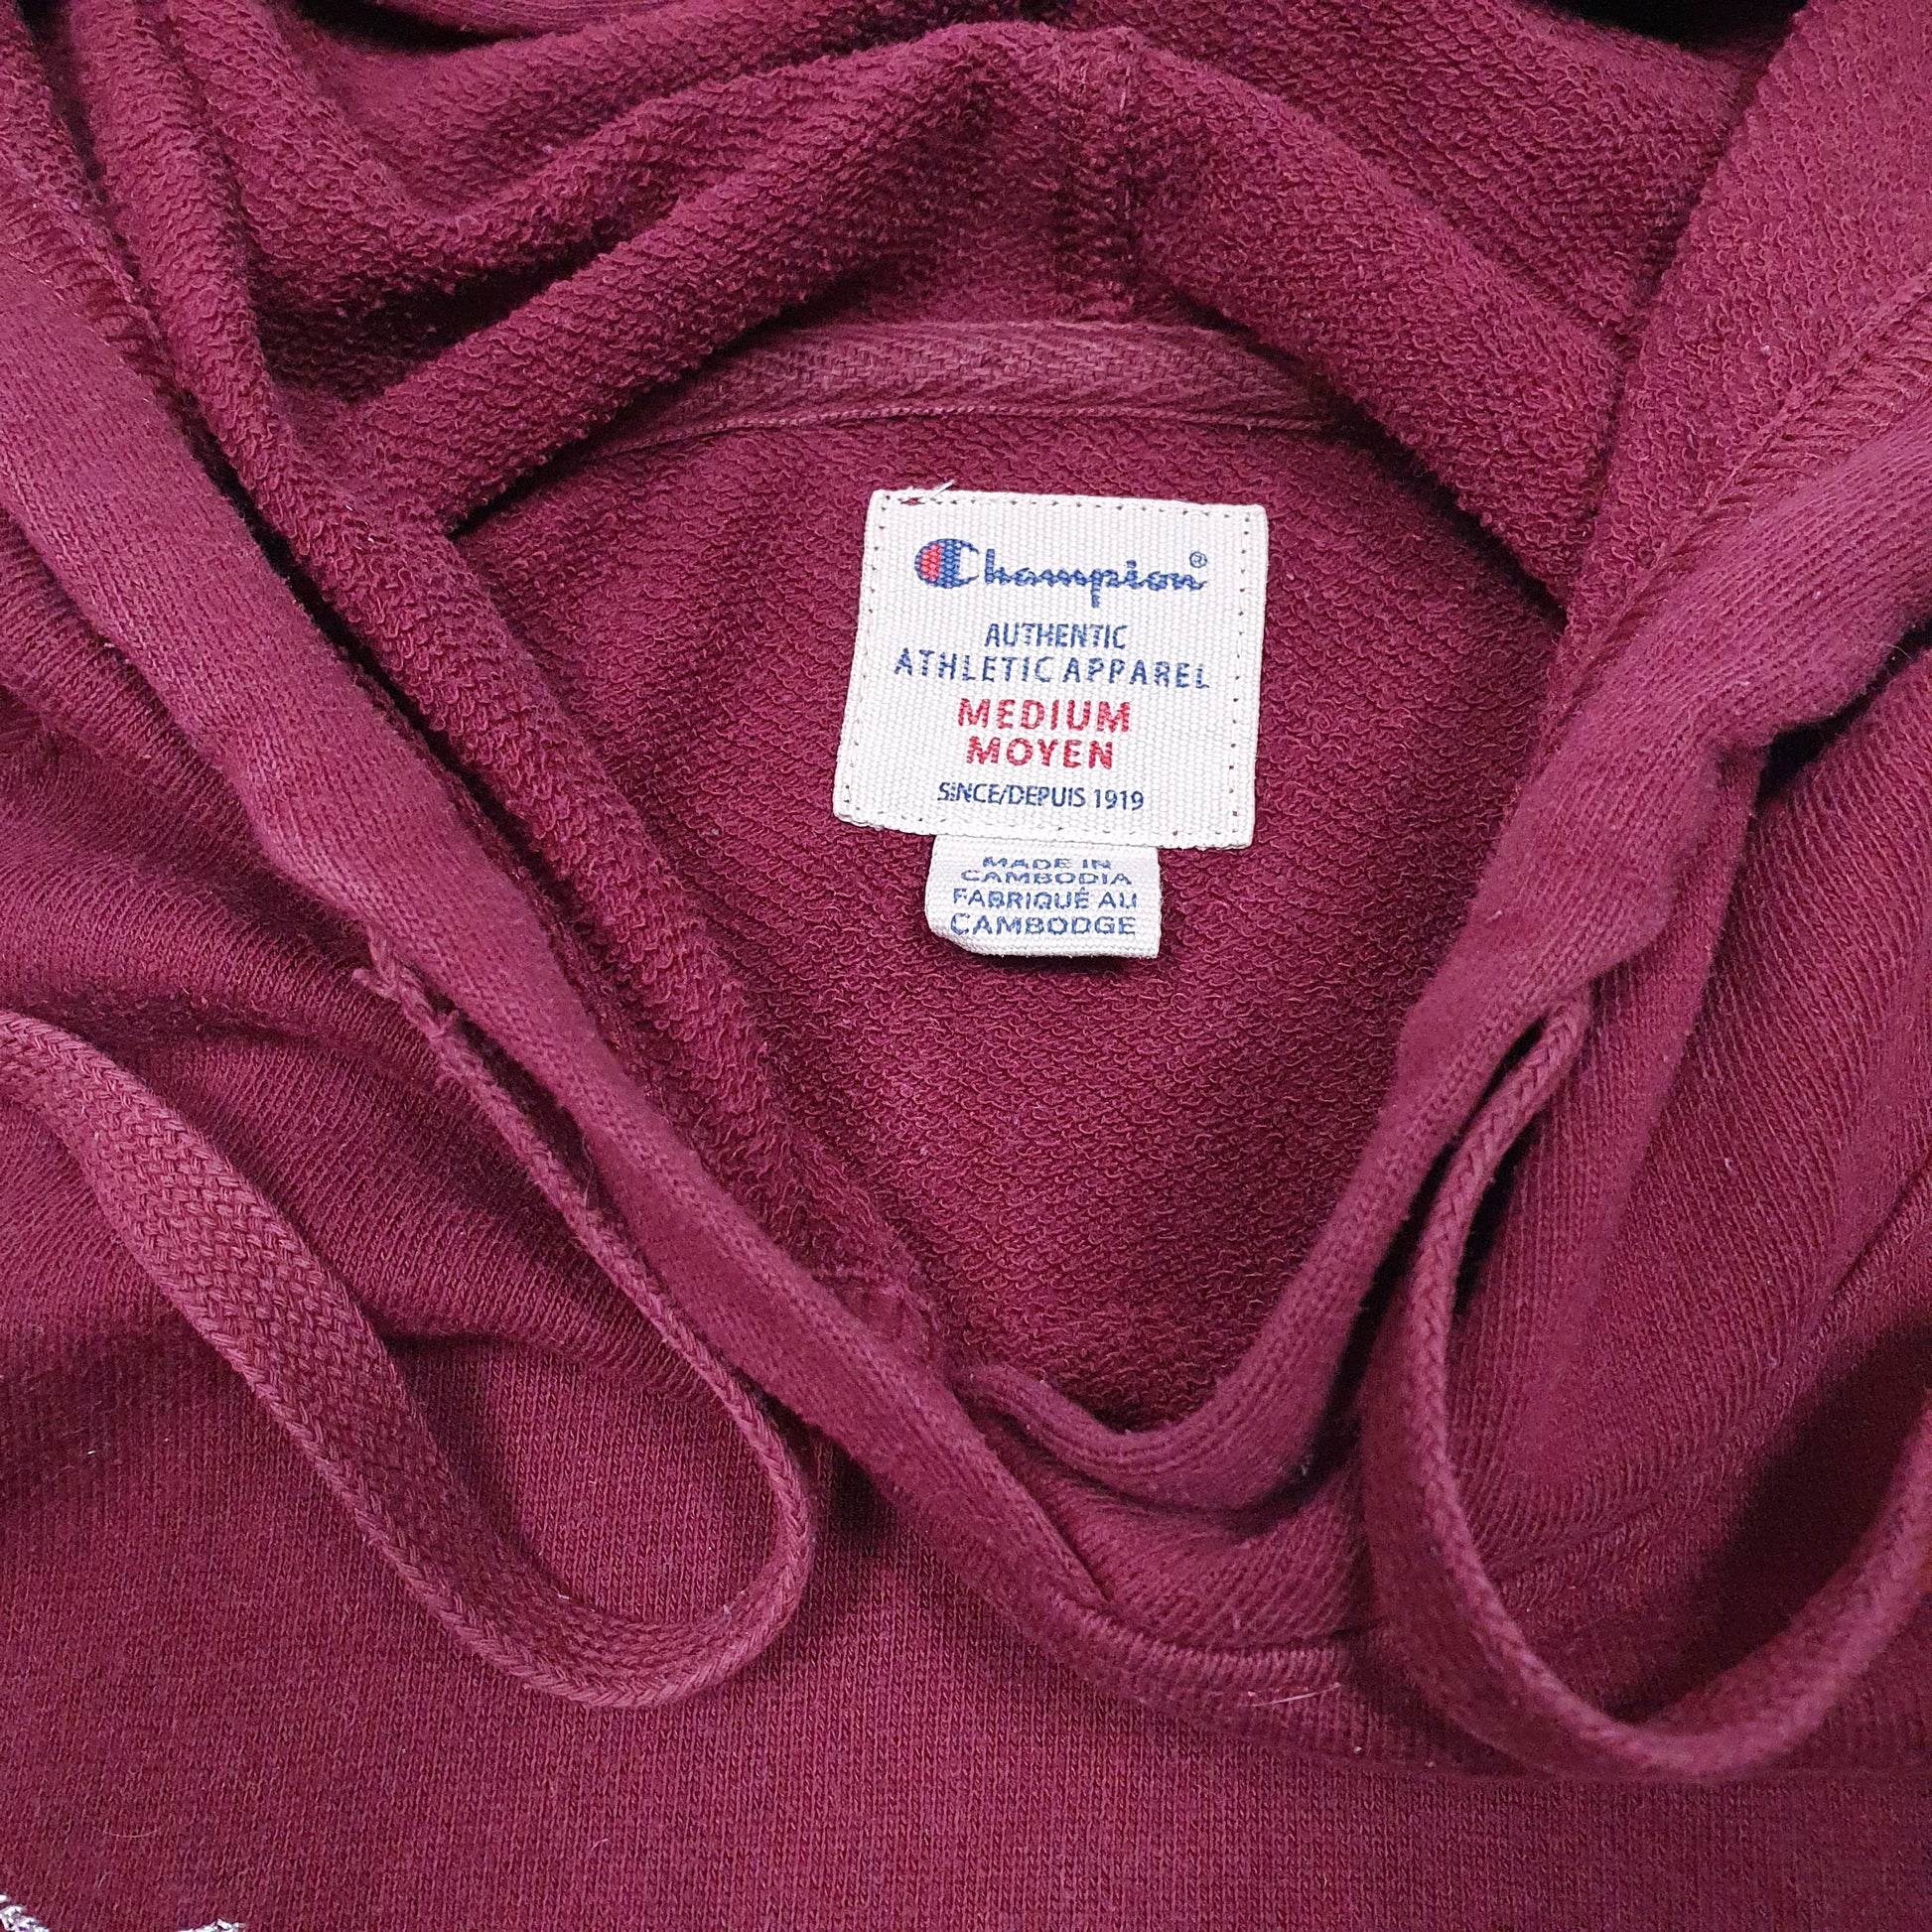 Champion®
AUTHENTIC
ATHLETIC APPAREL
MEDIUM
MOYEN
SINCE/DEPUIS 1919
MADE IN
CAMBODIA
FABRIQUÉ AU
CAMBODGE